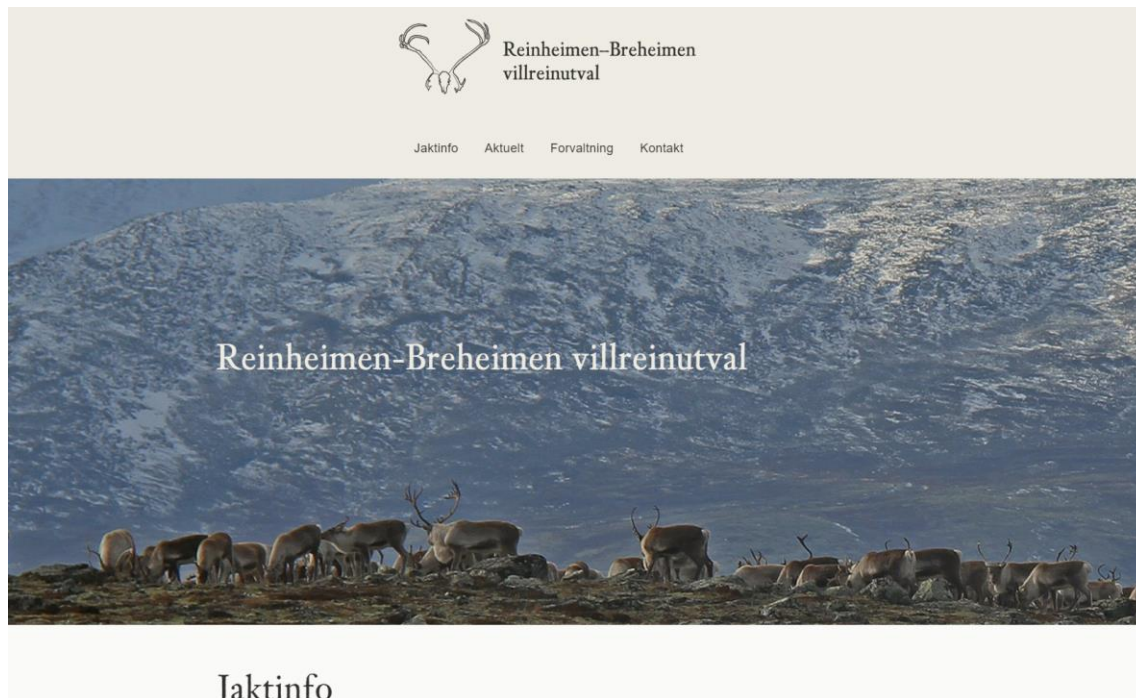 Reinheimen–Breheimen
villreinutval
Jaktinfo Aktuelt Forvaltning Kontakt
Reinheimen-Breheimen villreinutval
Jaktinfo